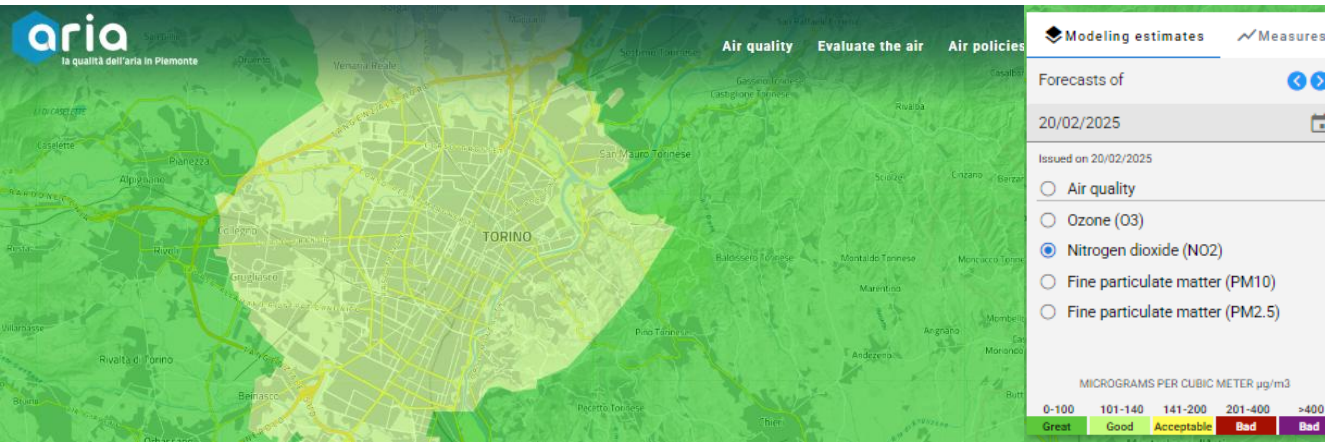 aria
la qualità dell'aria in Piemonte
Air quality Evaluate the air Air policies
Modeling estimates Measures
Forecasts of
20/02/2025
Issued on 20/02/2025
Air quality
Ozone (O3)
Nitrogen dioxide (NO2)
Fine particulate matter (PM10)
Fine particulate matter (PM2.5)
MICROGRAMS PER CUBIC METER µg/m3
0-100 101-140 141-200 201-400 >400
Great Good Acceptable Bad Bad
Venaria Reale
Settimo Torinese
Castiglione Torinese
Rivalba
Caselette
Pianezza
San Mauro Torinese
Sciolze
Cinzano
Alpignano
Collegno
TORINO
Rosta
Rivoli
Baldissero Torinese
Montaldo Torinese
Grugliasco
Marentino
Villarbasse
Pino Torinese
Andezeno
Rivalta di Torino
Beinasco
Bruino
Pecetto Torinese
Chieri
Orbassano